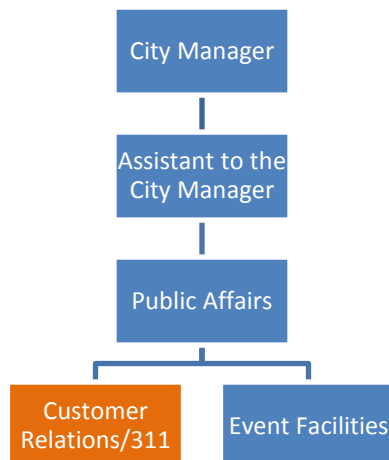 City Manager
Assistant to the
City Manager
Public Affairs
Customer
Relations/311
Event Facilities